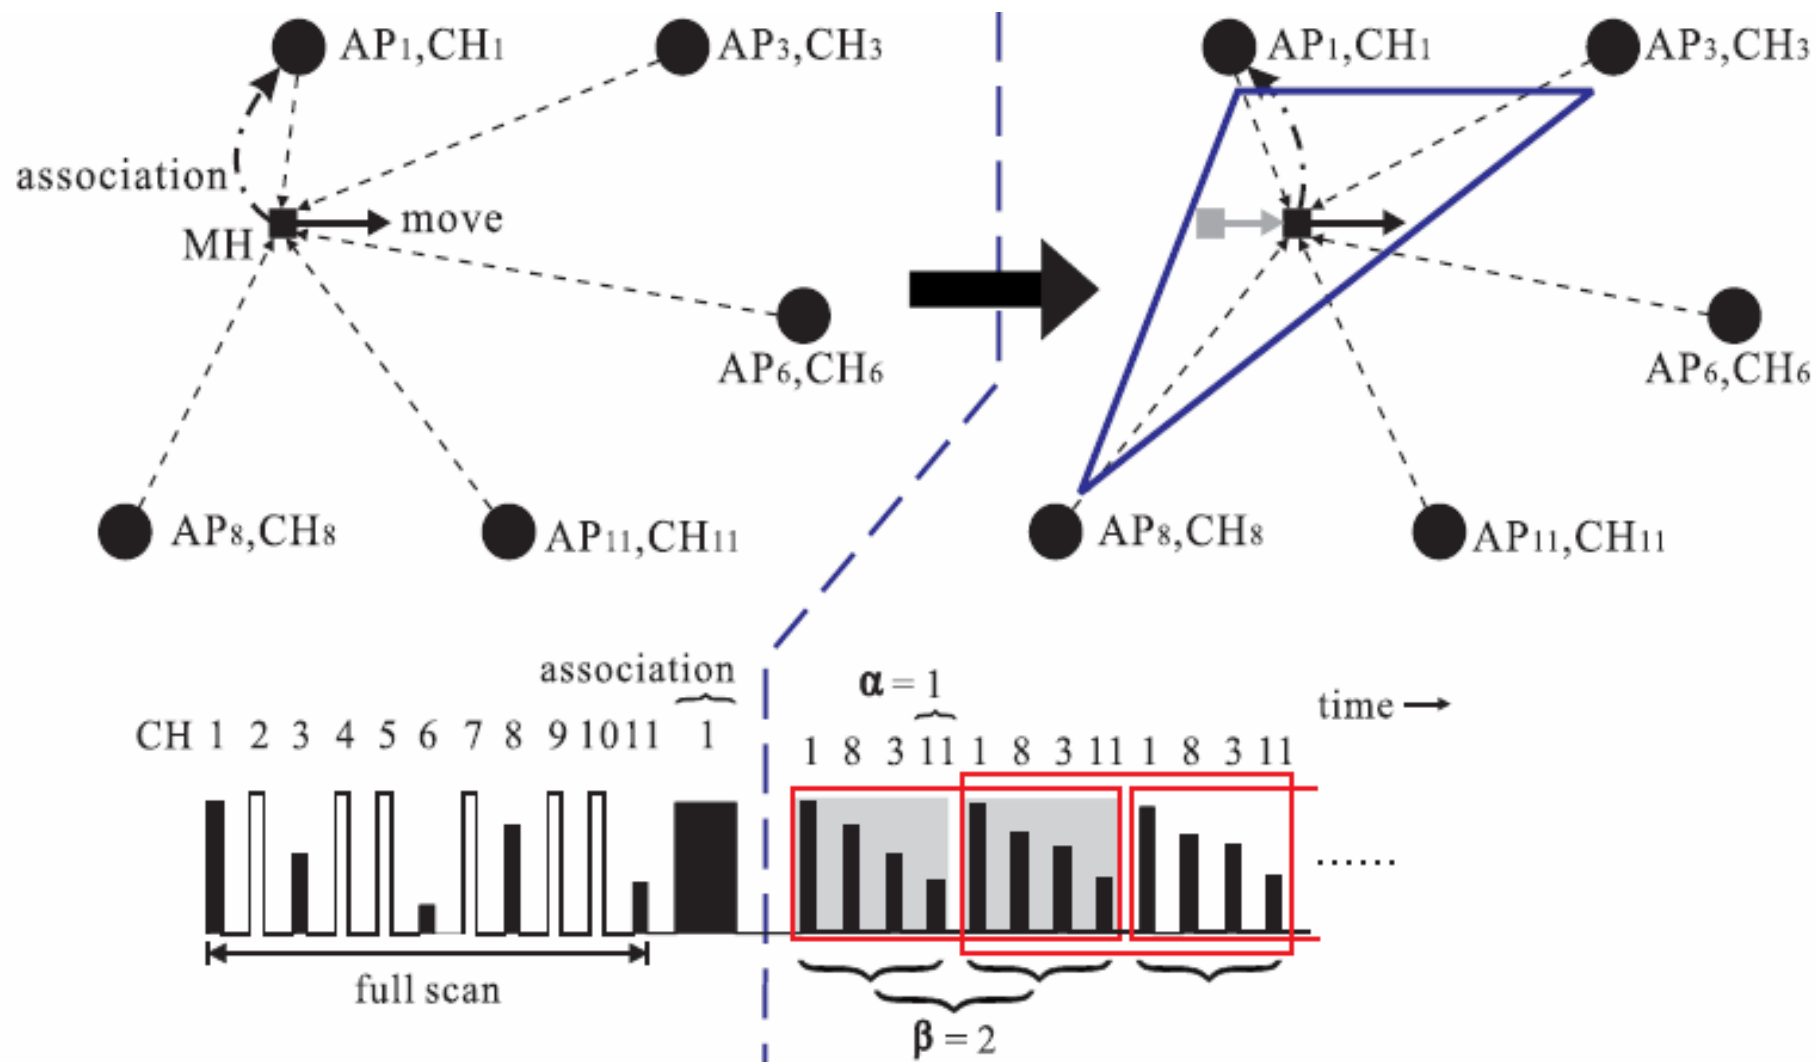 AP1,CH1
AP3,CH3
AP1,CH1
AP3,CH3
association
move
MH
AP6,CH6
AP6,CH6
AP8,CH8
AP11,CH11
AP8,CH8
AP11,CH11
association
α = 1
time
CH 1 2 3 4 5 6 7 8 9 10 11 1
1 8 3 11 1 8 3 11 1 8 3 11
......
full scan
β = 2